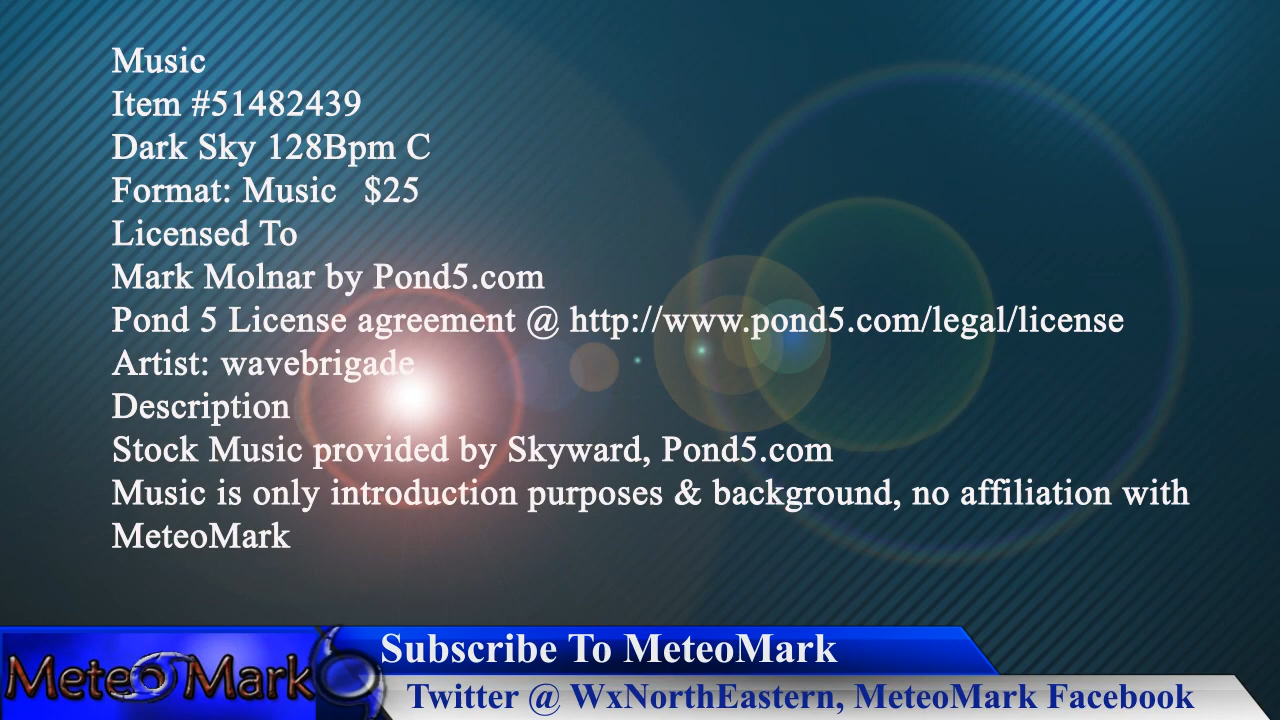 Music
Item #51482439
Dark Sky 128Bpm C
Format: Music $25
Licensed To
Mark Molnar by Pond5.com
Pond 5 License agreement @ http://www.pond5.com/legal/license
Artist: wavebrigade
Description
Stock Music provided by Skyward, Pond5.com
Music is only introduction purposes & background, no affiliation with
MeteoMark
Subscribe To MeteoMark
MeteoMark
Twitter @ WxNorthEastern, MeteoMark Facebook